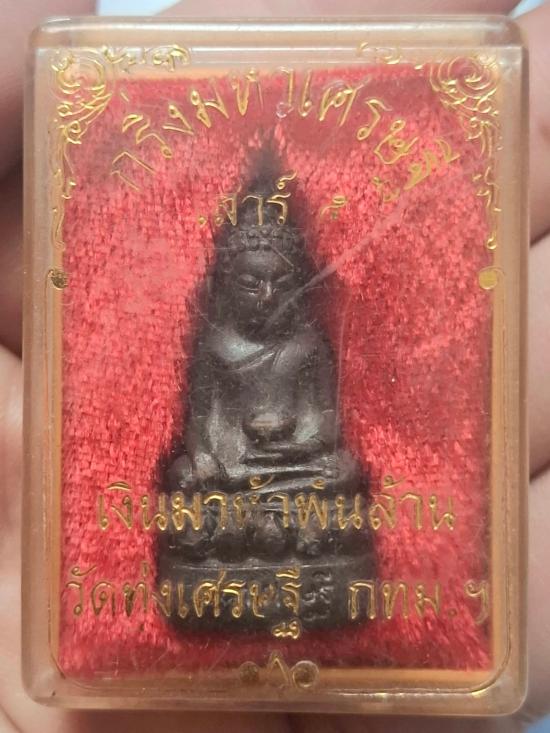 กริ่งมหาเศรษฐี
เสาร์ ๕
เงินมาห้าพันล้าน
วัดทุ่งเศรษฐี กทม.ฯ